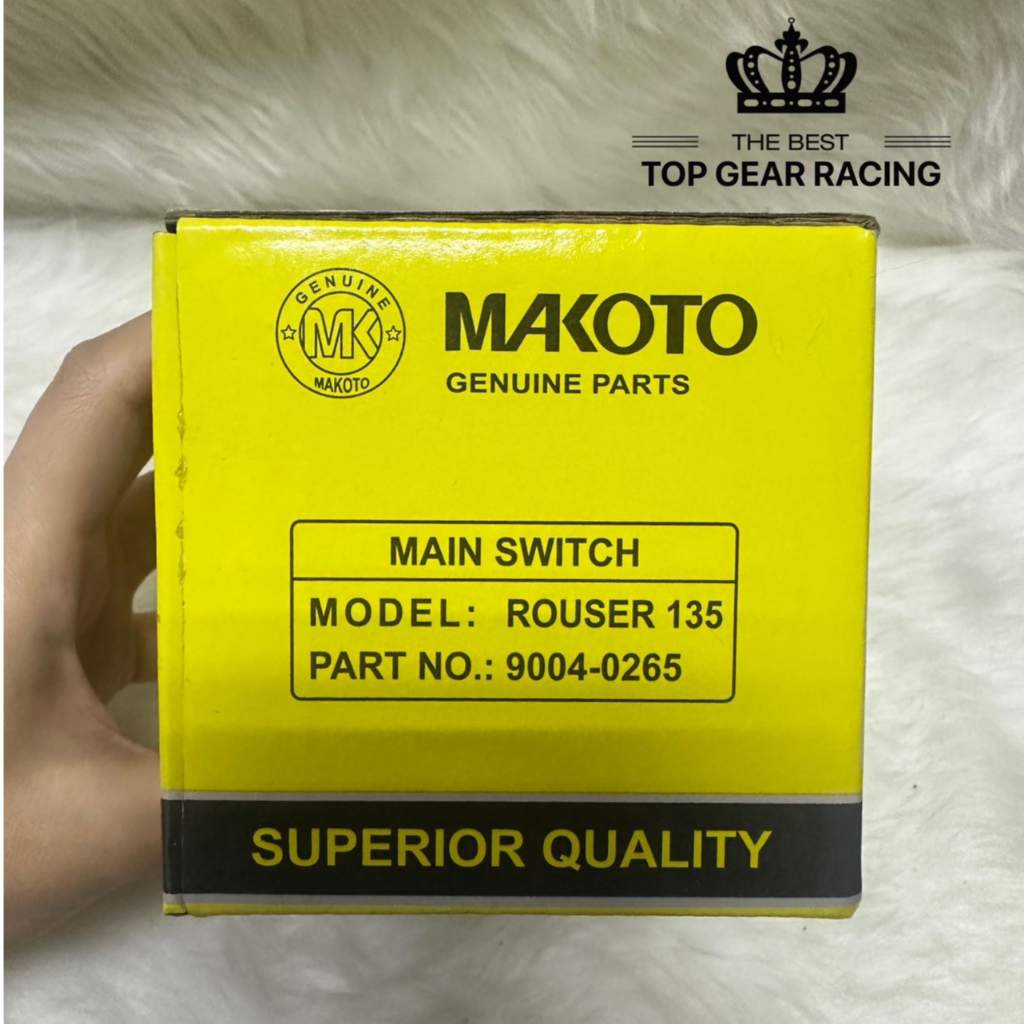 THE BEST
TOP GEAR RACING
GENUINE
MK
MAKOTO
MAKOTO
GENUINE PARTS
MAIN SWITCH
MODEL: ROUSER 135
PART NO.: 9004-0265
SUPERIOR QUALITY